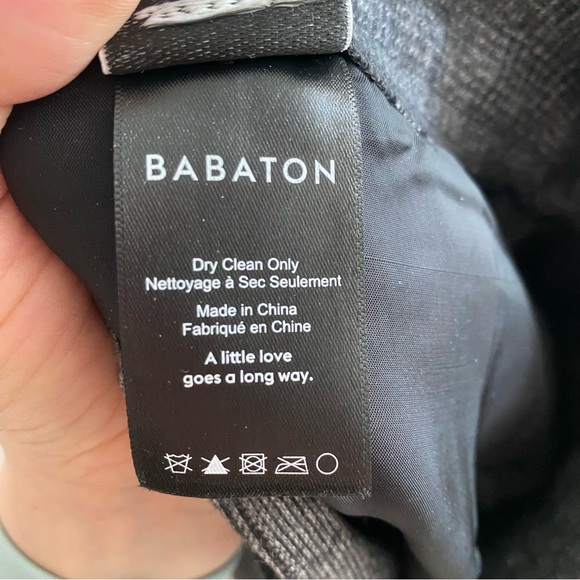 BABATON
Dry Clean Only
Nettoyage à Sec Seulement
Made in China
Fabriqué en Chine
A little love
goes a long way.